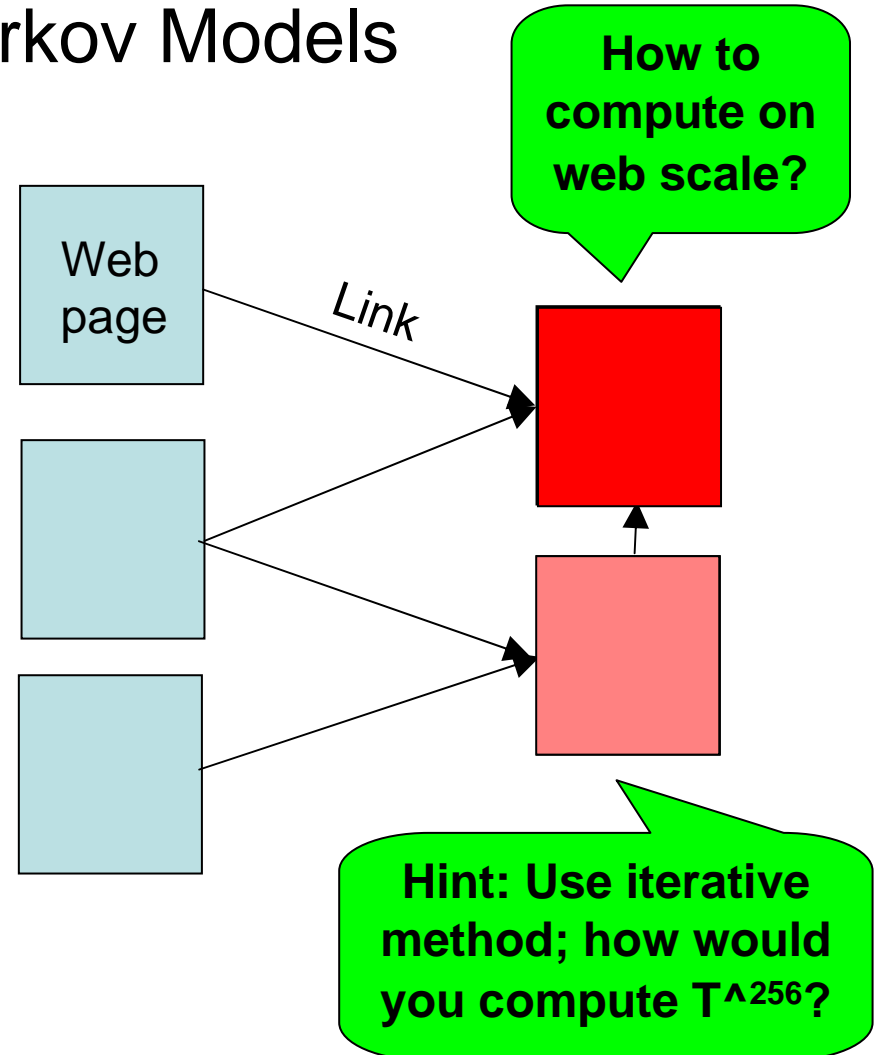 rkov Models
How to
compute on
web scale?
Web
page
Link
Hint: Use iterative
method; how would
you compute T^²⁵⁶?